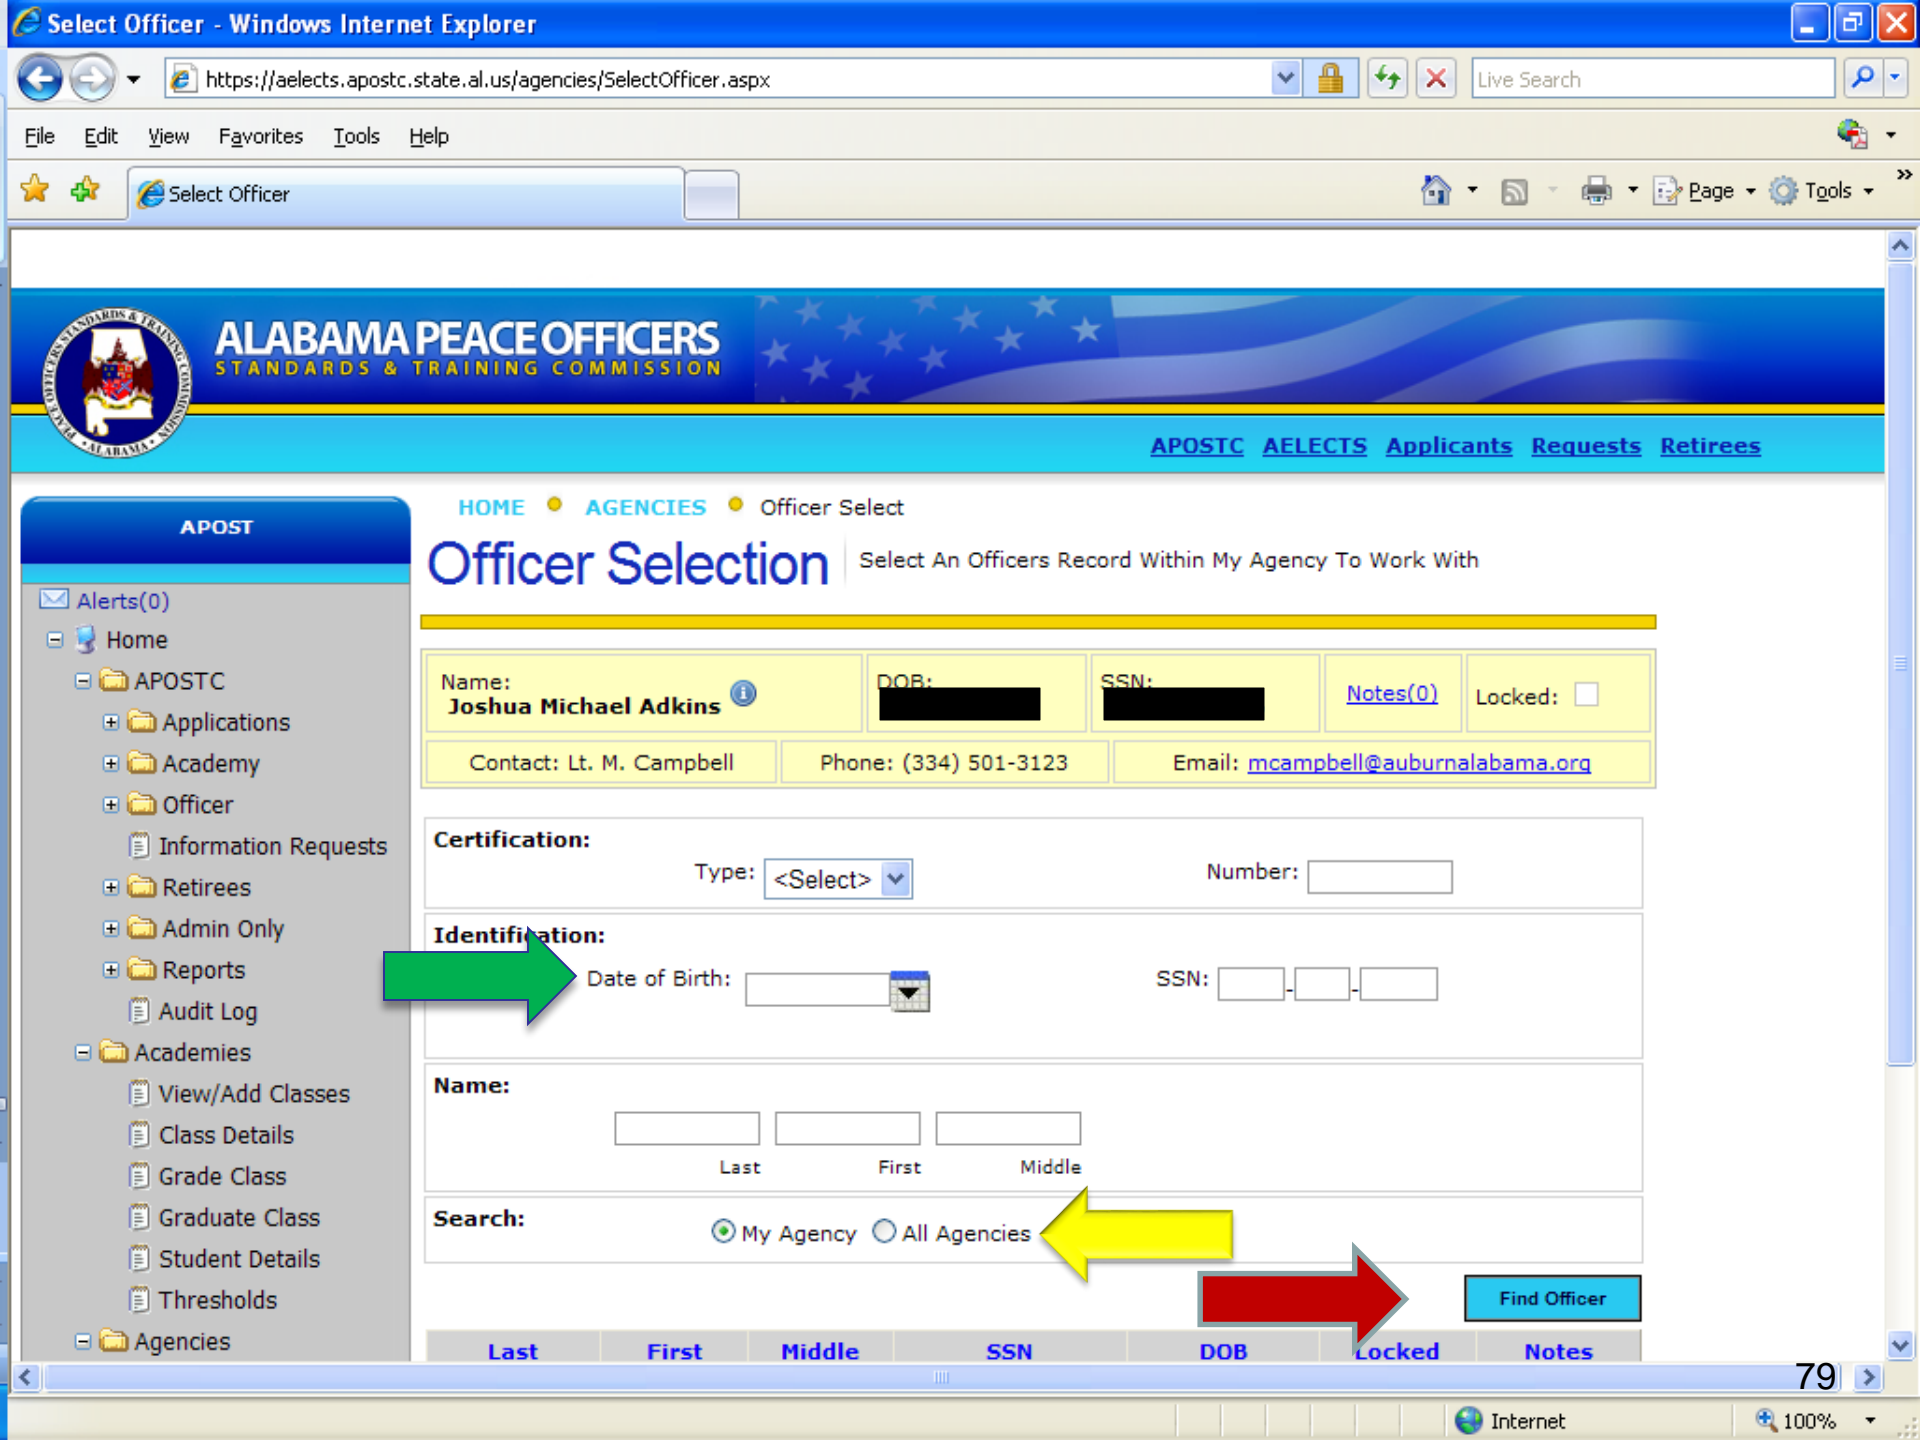 Select Officer - Windows Internet Explorer
https://aelects.apostc.state.al.us/agencies/SelectOfficer.aspx
Live Search
File Edit View Favorites Tools Help
Select Officer
Page Tools »
ALABAMA PEACE OFFICERS
STANDARDS & TRAINING COMMISSION
PEACE OFFICERS STANDARDS & TRAINING COMMISSION
ALABAMA
APOSTC AELECTS Applicants Requests Retirees
APOST
Alerts(0)
Home
APOSTC
Applications
Academy
Officer
Information Requests
Retirees
Admin Only
Reports
Audit Log
Academies
View/Add Classes
Class Details
Grade Class
Graduate Class
Student Details
Thresholds
Agencies
HOME AGENCIES Officer Select
Officer Selection Select An Officers Record Within My Agency To Work With
Name: DOB: SSN: Notes(0) Locked:
Joshua Michael Adkins
Contact: Lt. M. Campbell Phone: (334) 501-3123 Email: mcampbell@auburnalabama.org
Certification:
Type: <Select> Number:
Identification:
Date of Birth: SSN: - -
Name:
Last First Middle
Search: My Agency All Agencies
Find Officer
Last First Middle SSN DOB Locked Notes
79
Internet 100%